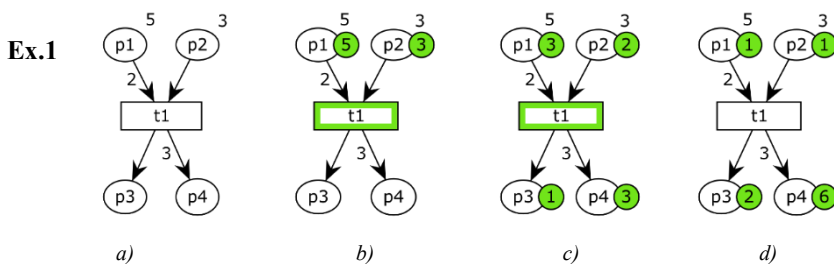 5 3 5 3 5 3 5 3
Ex.1 p1 p2 p1 5 p2 3 p1 3 p2 2 p1 1 p2 1
2 2 2 2
t1 t1 t1 t1
3 3 3 3
p3 p4 p3 p4 p3 1 p4 3 p3 2 p4 6
a) b) c) d)